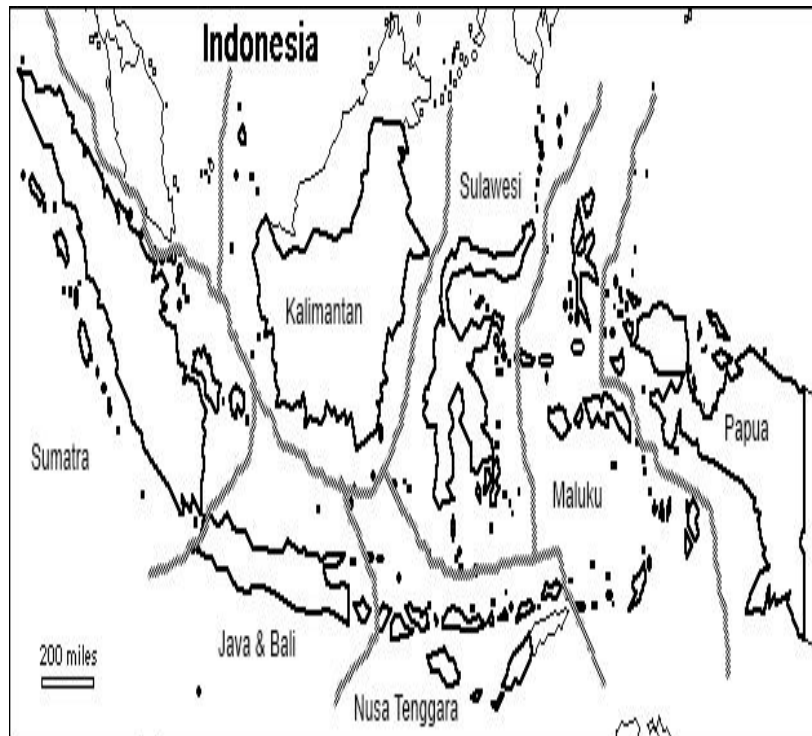 Indonesia
Sulawesi
Kalimantan
Papua
Sumatra
Maluku
Java & Bali
200 miles
Nusa Tenggara